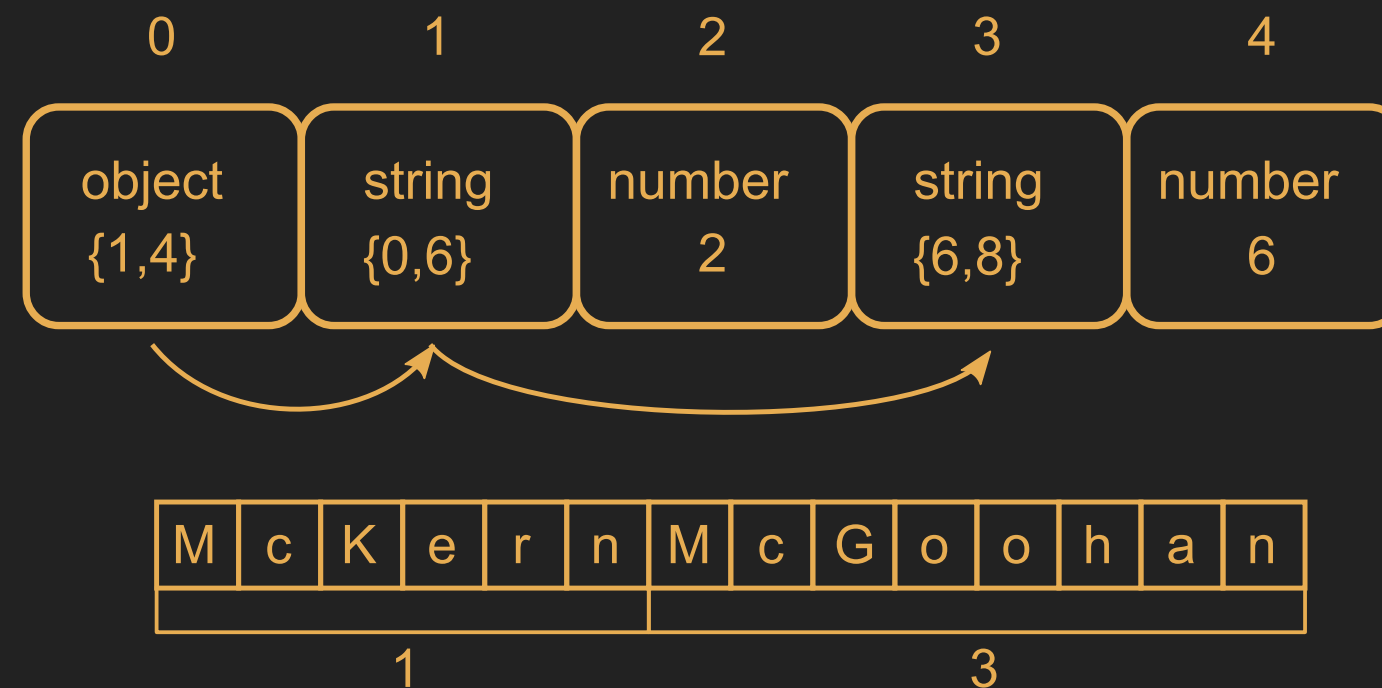 0 1 2 3 4
object string number string number
{1,4} {0,6} 2 {6,8} 6
M c K e r n M c G o o h a n
1 3